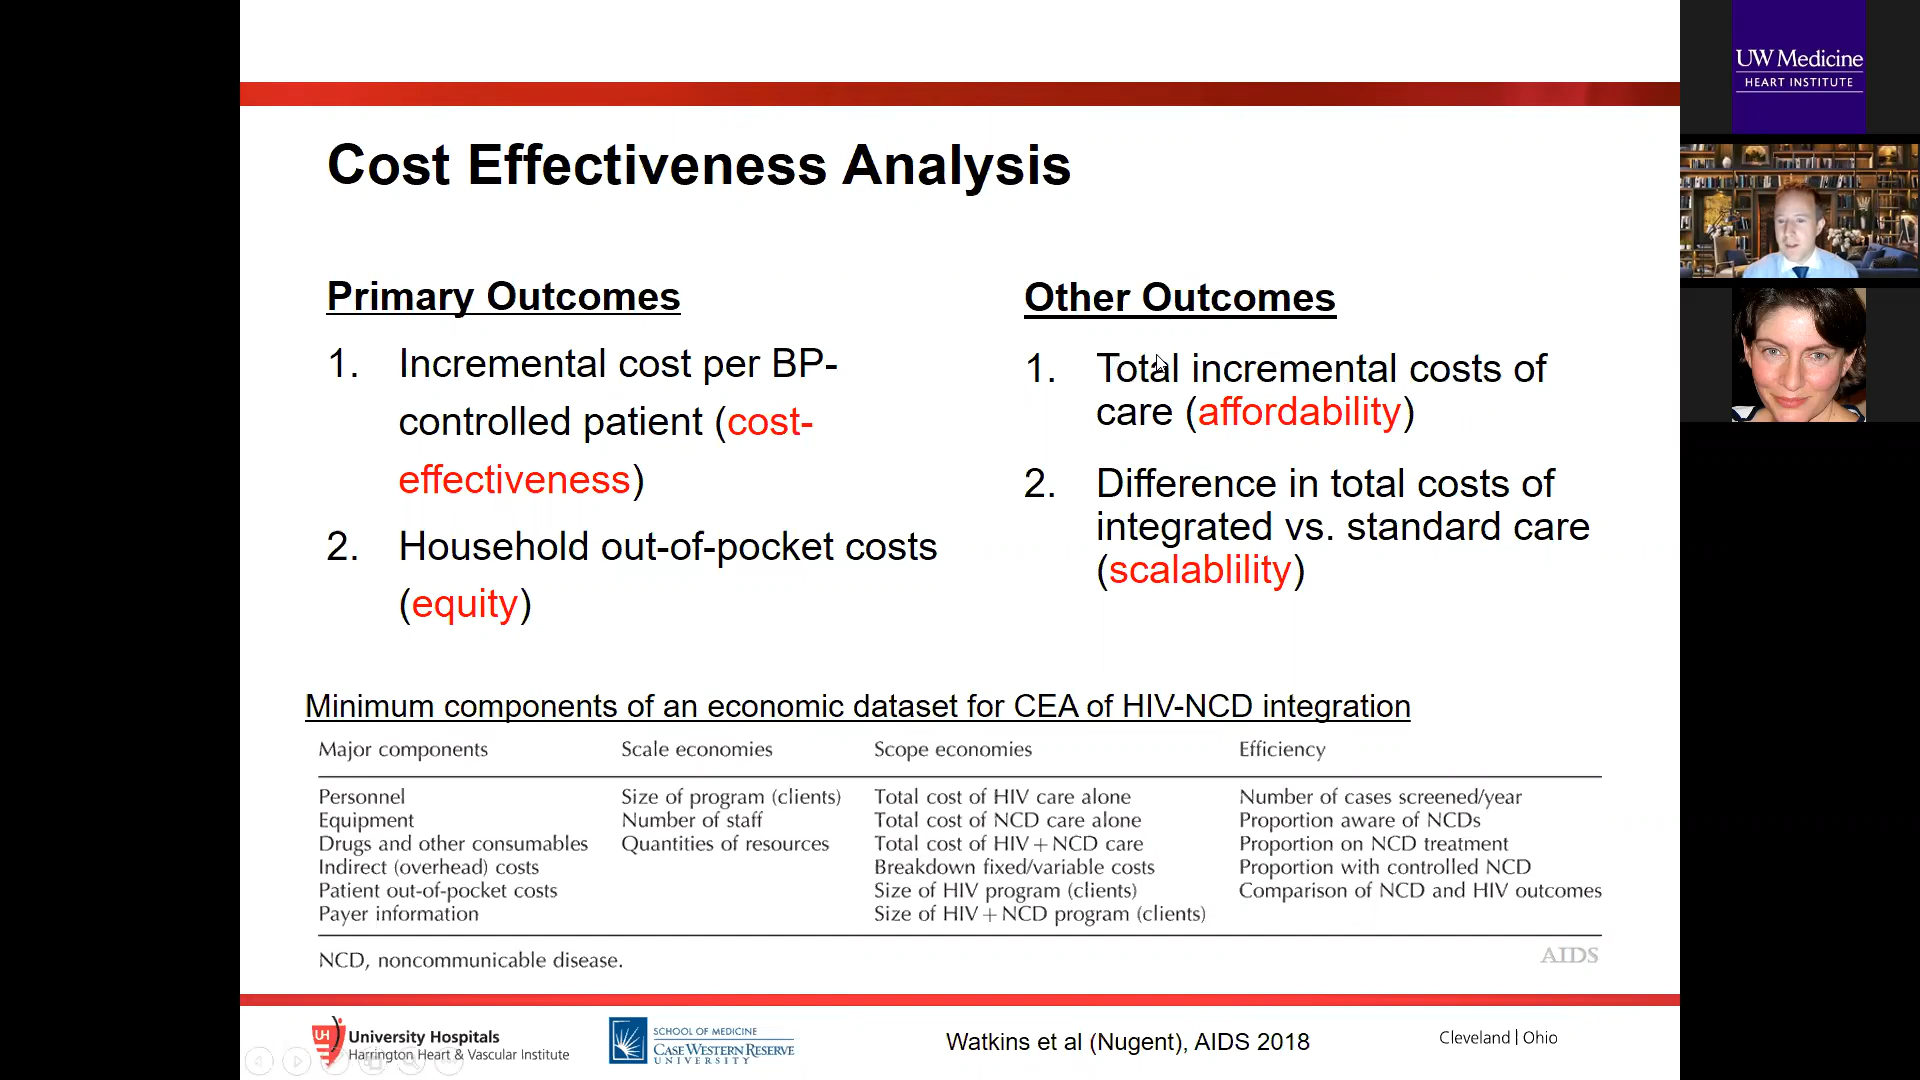 Cost Effectiveness Analysis
Primary Outcomes
1. Incremental cost per BP-
controlled patient (cost-
effectiveness)
2. Household out-of-pocket costs
(equity)
Other Outcomes
1. Total incremental costs of
care (affordability)
2. Difference in total costs of
integrated vs. standard care
(scalablility)
Minimum components of an economic dataset for CEA of HIV-NCD integration
Major components Scale economies Scope economies Efficiency
Personnel Size of program (clients) Total cost of HIV care alone Number of cases screened/year
Equipment Number of staff Total cost of NCD care alone Proportion aware of NCDs
Drugs and other consumables Quantities of resources Total cost of HIV+NCD care Proportion on NCD treatment
Indirect (overhead) costs Breakdown fixed/variable costs Proportion with controlled NCD
Patient out-of-pocket costs Size of HIV program (clients) Comparison of NCD and HIV outcomes
Payer information Size of HIV+NCD program (clients)
NCD, noncommunicable disease.
AIDS
UH
University Hospitals
Harrington Heart & Vascular Institute
SCHOOL OF MEDICINE
CASE WESTERN RESERVE
UNIVERSITY
Watkins et al (Nugent), AIDS 2018
Cleveland | Ohio
UW Medicine
HEART INSTITUTE